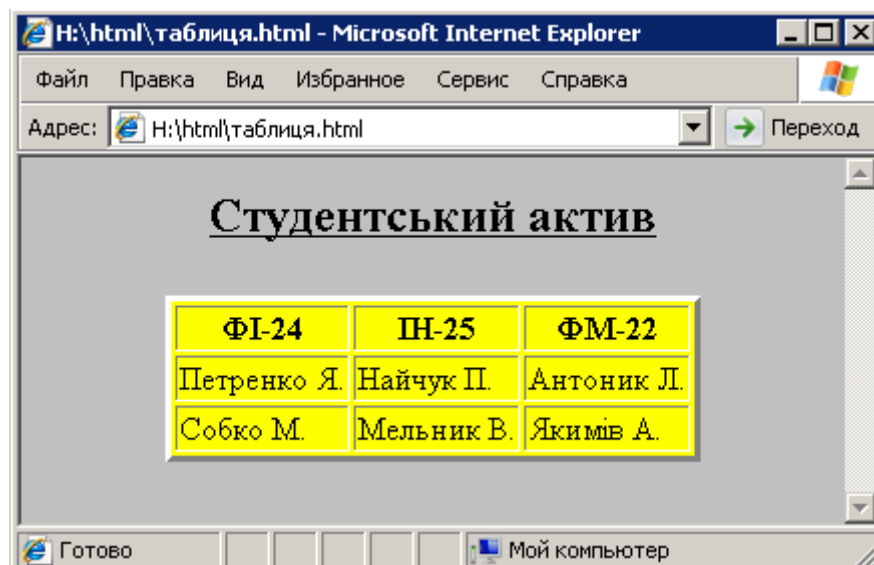 H:\html\таблиця.html - Microsoft Internet Explorer
Файл Правка Вид Избранное Сервис Справка
Адрес: H:\html\таблиця.html Переход
Студентський актив
ФІ-24 ІН-25 ФМ-22
Петренко Я. Найчук П. Антоник Л.
Собко М. Мельник В. Якимів А.
Готово Мой компьютер